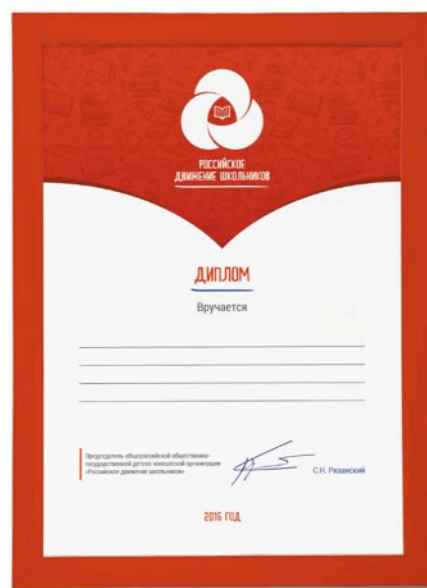 РОССИЙСКОЕ
ДВИЖЕНИЕ ШКОЛЬНИКОВ
ДИПЛОМ
Вручается
Председатель общероссийской общественно-
государственной детско-юношеской организации
«Российское движение школьников»
С.Н. Рязанский
2016 ГОД